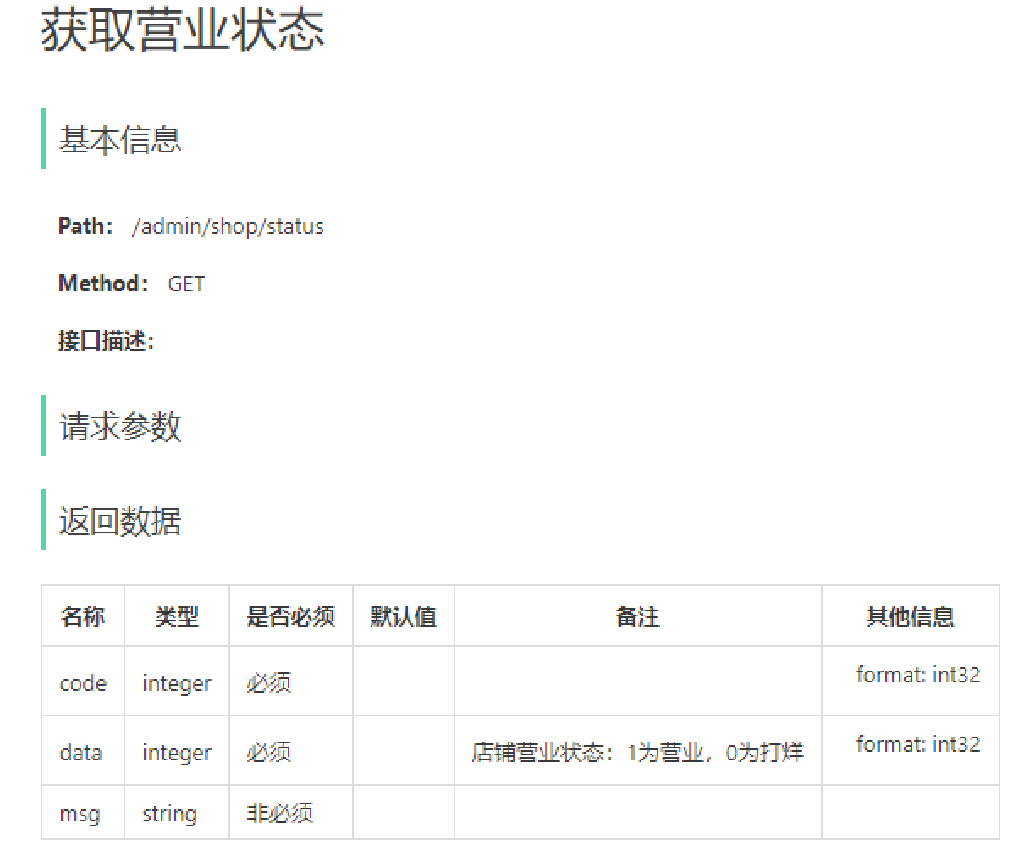 获取营业状态
基本信息
Path： /admin/shop/status
Method： GET
接口描述：
请求参数
返回数据
名称 类型 是否必须 默认值 备注 其他信息
code integer 必须 format: int32
data integer 必须 店铺营业状态：1为营业，0为打烊 format: int32
msg string 非必须